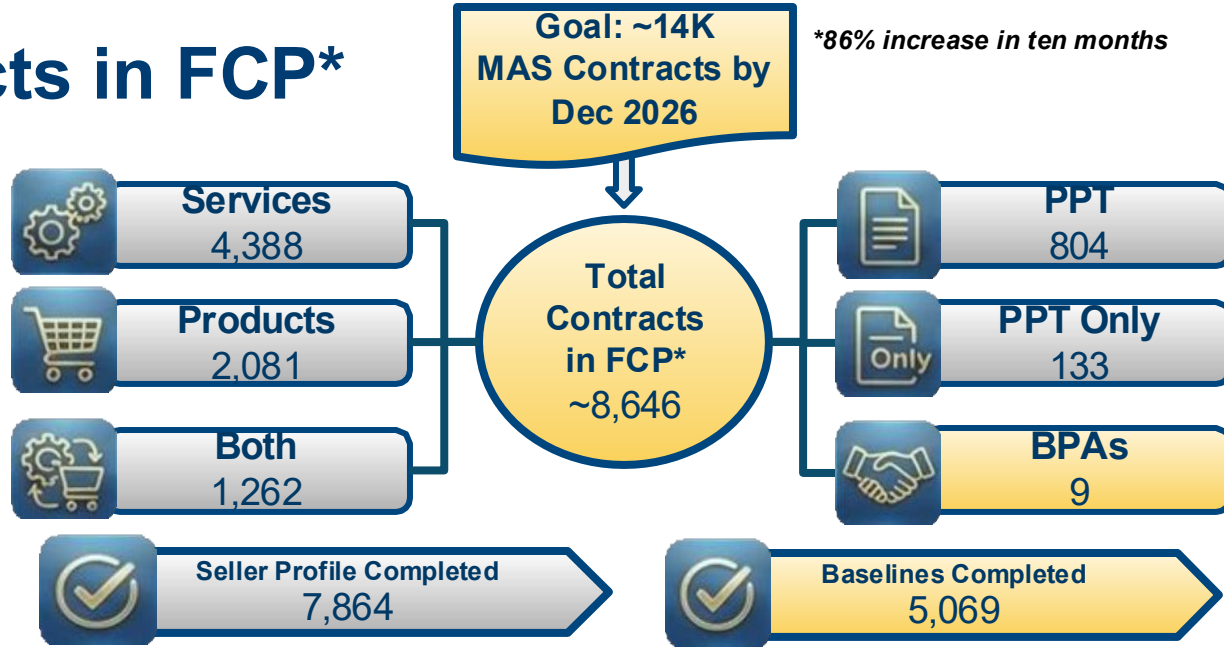 Goal: ~14K
MAS Contracts by
Dec 2026
*86% increase in ten months
cts in FCP*
Services
4,388
Products
2,081
Both
1,262
Total
Contracts
in FCP*
~8,646
PPT
804
Only
PPT Only
133
BPAs
9
Seller Profile Completed
7,864
Baselines Completed
5,069